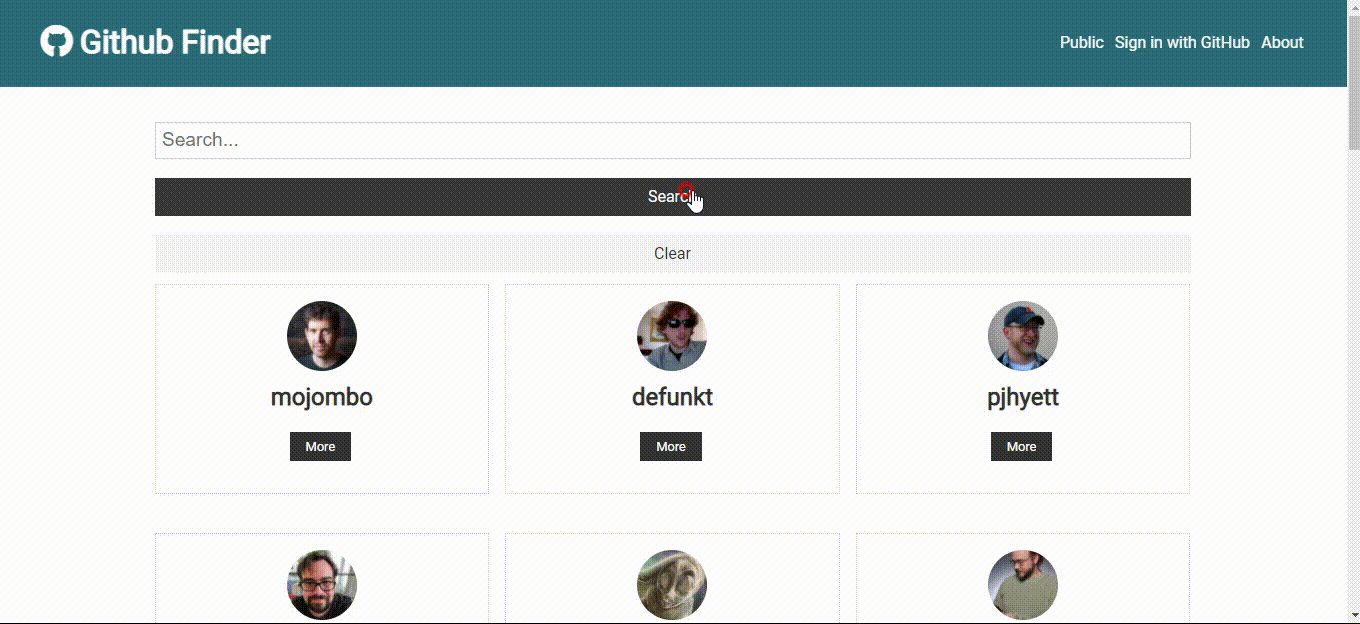 Github Finder
Public Sign in with GitHub About
Search...
Search
Clear
mojombo defunkt pjhyett
More More More